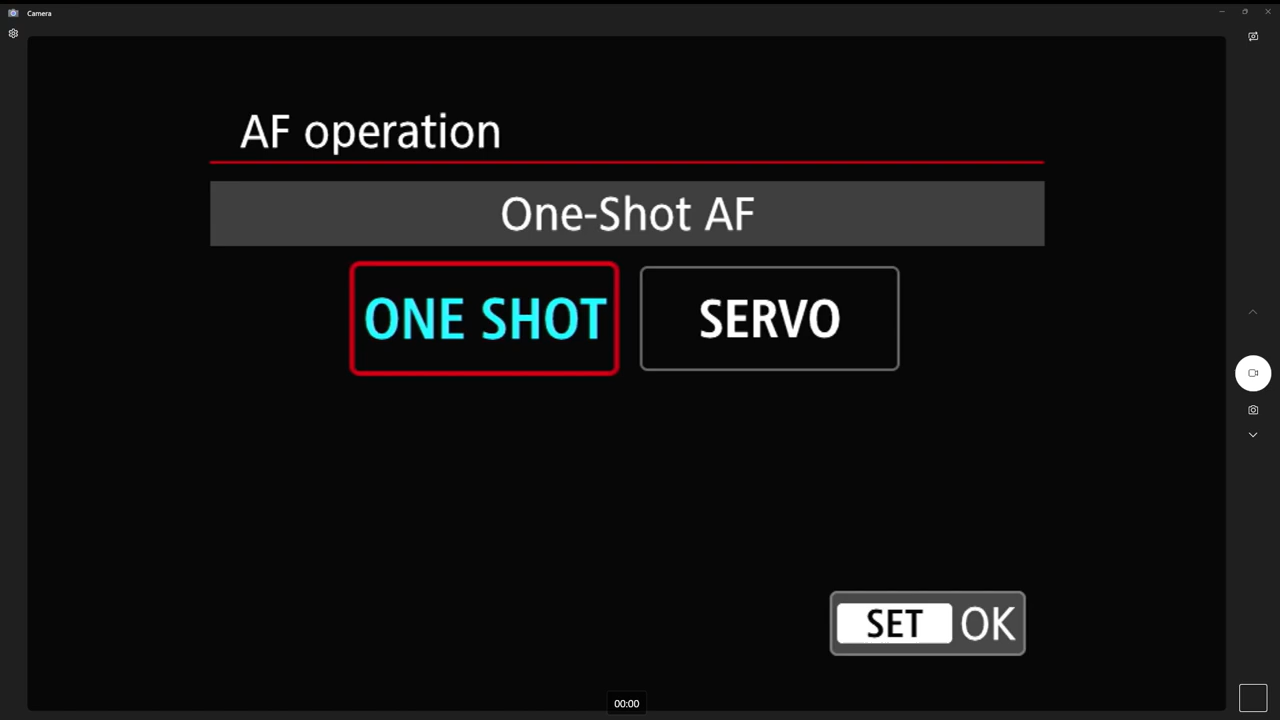 Camera
AF operation
One-Shot AF
ONE SHOT
SERVO
SET OK
00:00